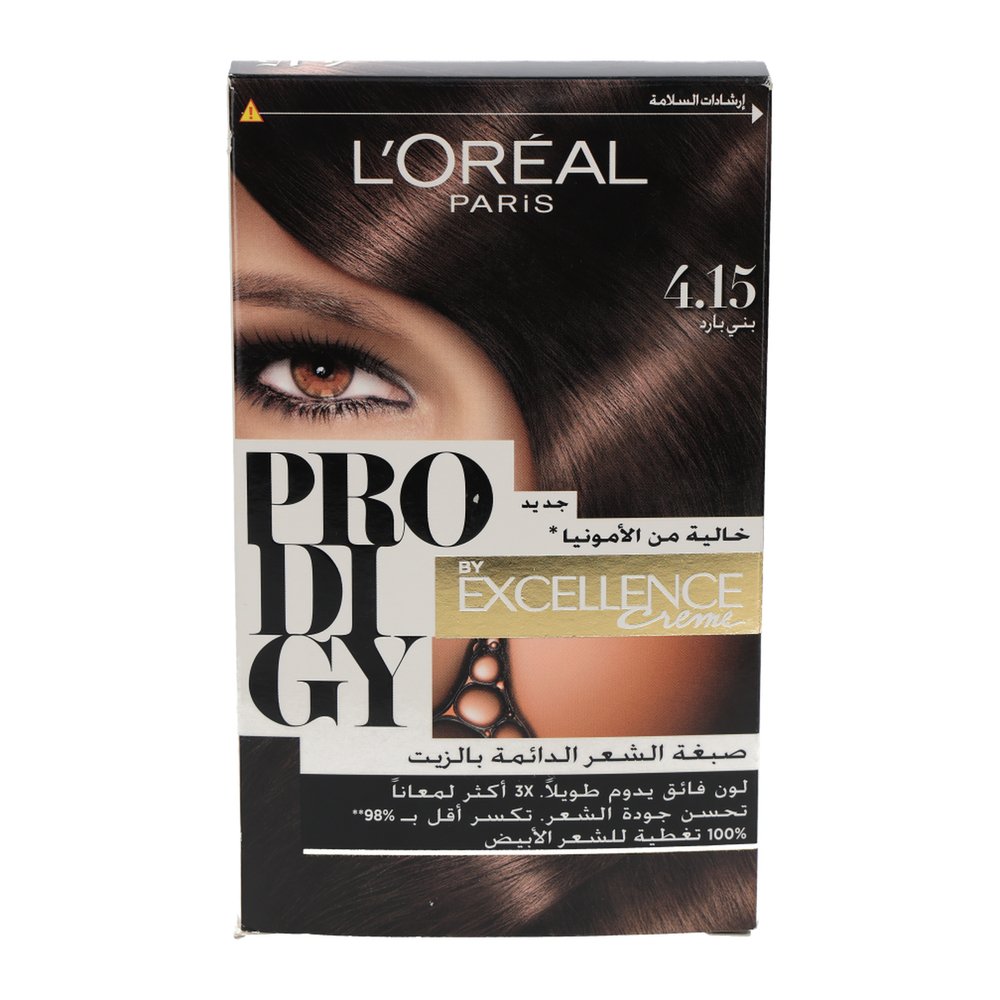 إرشادات السلامة
L'ORÉAL
PARiS
4.15
بني بارد
PRO
DI
GY
جديد
خالية من الأمونيا*
BY
EXCELLENCE
Creme
صبغة الشعر الدائمة بالزيت
لون فائق يدوم طويلاً. 3X أكثر لمعاناً
تحسن جودة الشعر. تكسر أقل بـ 98%**
100% تغطية للشعر الأبيض